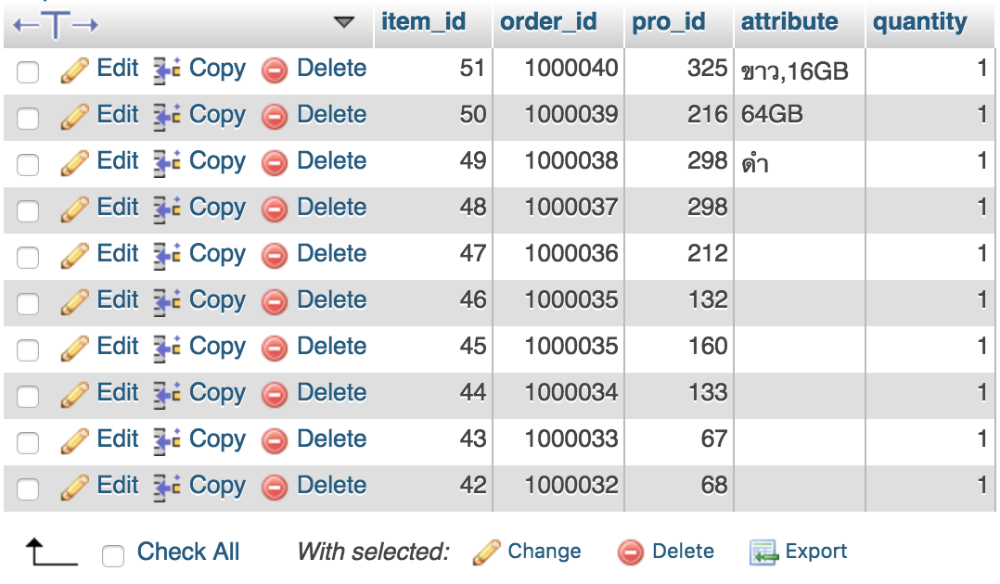 item_id order_id pro_id attribute quantity
Edit Copy Delete 51 1000040 325 ขาว,16GB 1
Edit Copy Delete 50 1000039 216 64GB 1
Edit Copy Delete 49 1000038 298 ดำ 1
Edit Copy Delete 48 1000037 298 1
Edit Copy Delete 47 1000036 212 1
Edit Copy Delete 46 1000035 132 1
Edit Copy Delete 45 1000035 160 1
Edit Copy Delete 44 1000034 133 1
Edit Copy Delete 43 1000033 67 1
Edit Copy Delete 42 1000032 68 1
Check All With selected: Change Delete Export